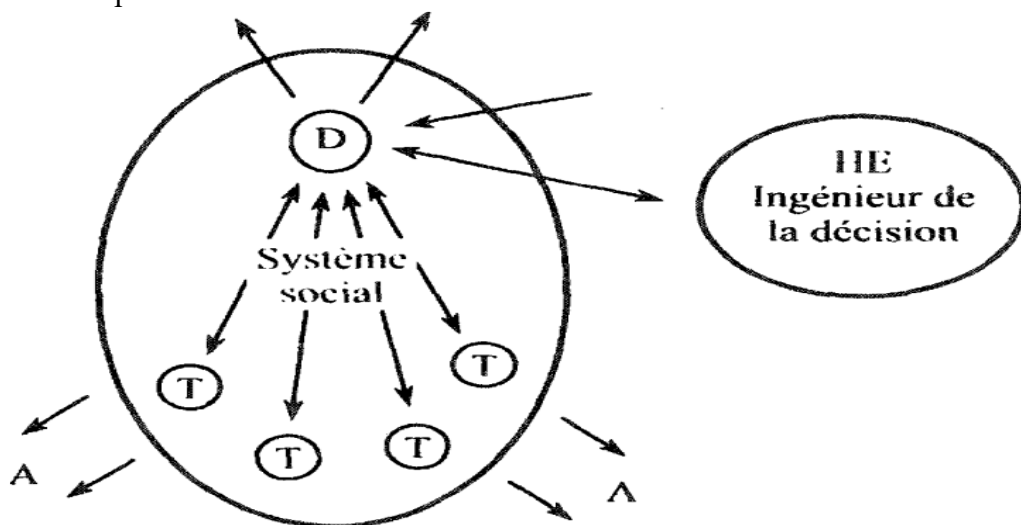 D
HE
Ingénieur de
la décision
Système
social
T
T
T
T
A
A